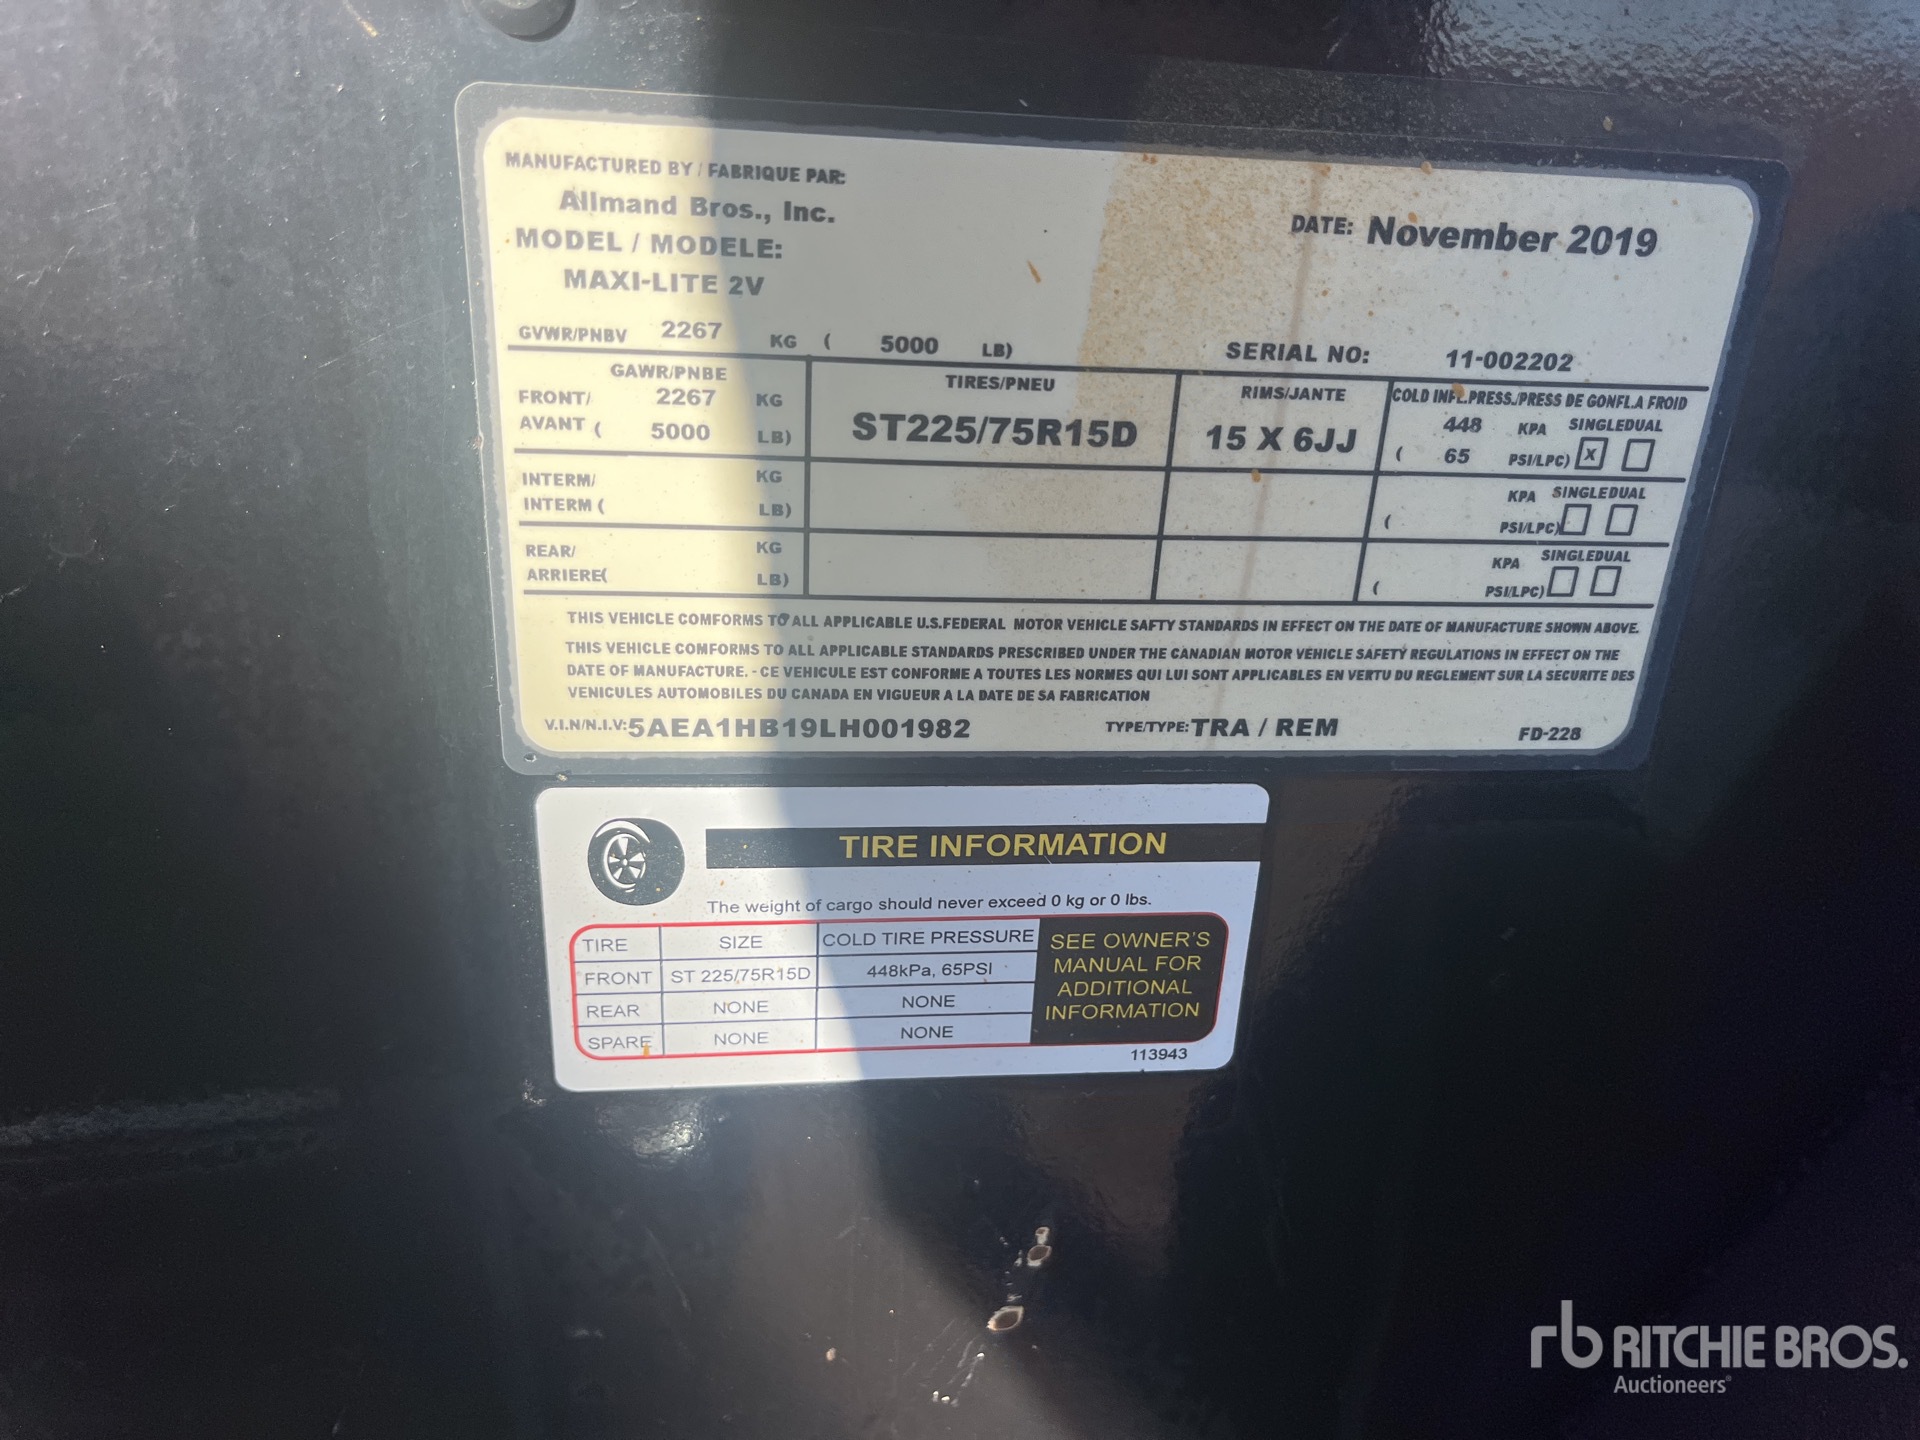 MANUFACTURED BY / FABRIQUE PAR:
Allmand Bros., Inc.
DATE: November 2019
MODEL / MODELE:
MAXI-LITE 2V
GVWR/PNBV 2267 KG ( 5000 LB) SERIAL NO: 11-002202
GAWR/PNBE TIRES/PNEU RIMS/JANTE COLD INFL.PRESS./PRESS DE GONFL.A FROID
FRONT/ 2267 KG ST225/75R15D 15 X 6JJ 448 KPA SINGLEDUAL
AVANT ( 5000 LB) ( 65 PSI/LPC) X
INTERM/ KG KPA SINGLEDUAL
INTERM ( LB) ( PSI/LPC)
REAR/ KG KPA SINGLEDUAL
ARRIERE( LB) ( PSI/LPC)
THIS VEHICLE COMFORMS TO ALL APPLICABLE U.S.FEDERAL MOTOR VEHICLE SAFTY STANDARDS IN EFFECT ON THE DATE OF MANUFACTURE SHOWN ABOVE.
THIS VEHICLE COMFORMS TO ALL APPLICABLE STANDARDS PRESCRIBED UNDER THE CANADIAN MOTOR VEHICLE SAFETY REGULATIONS IN EFFECT ON THE
DATE OF MANUFACTURE. - CE VEHICULE EST CONFORME A TOUTES LES NORMES QUI LUI SONT APPLICABLES EN VERTU DU REGLEMENT SUR LA SECURITE DES
VENICULES AUTOMOBILES DU CANADA EN VIGUEUR A LA DATE DE SA FABRICATION
V.I.N/N.I.V: 5AEA1HB19LH001982 TYPE/TYPE: TRA / REM FD-228
TIRE INFORMATION
The weight of cargo should never exceed 0 kg or 0 lbs.
TIRE SIZE COLD TIRE PRESSURE
FRONT ST 225/75R15D 448kPa, 65PSI
REAR NONE NONE
SPARE NONE NONE
SEE OWNER'S
MANUAL FOR
ADDITIONAL
INFORMATION
113943
rb RITCHIE BROS.
Auctioneers®